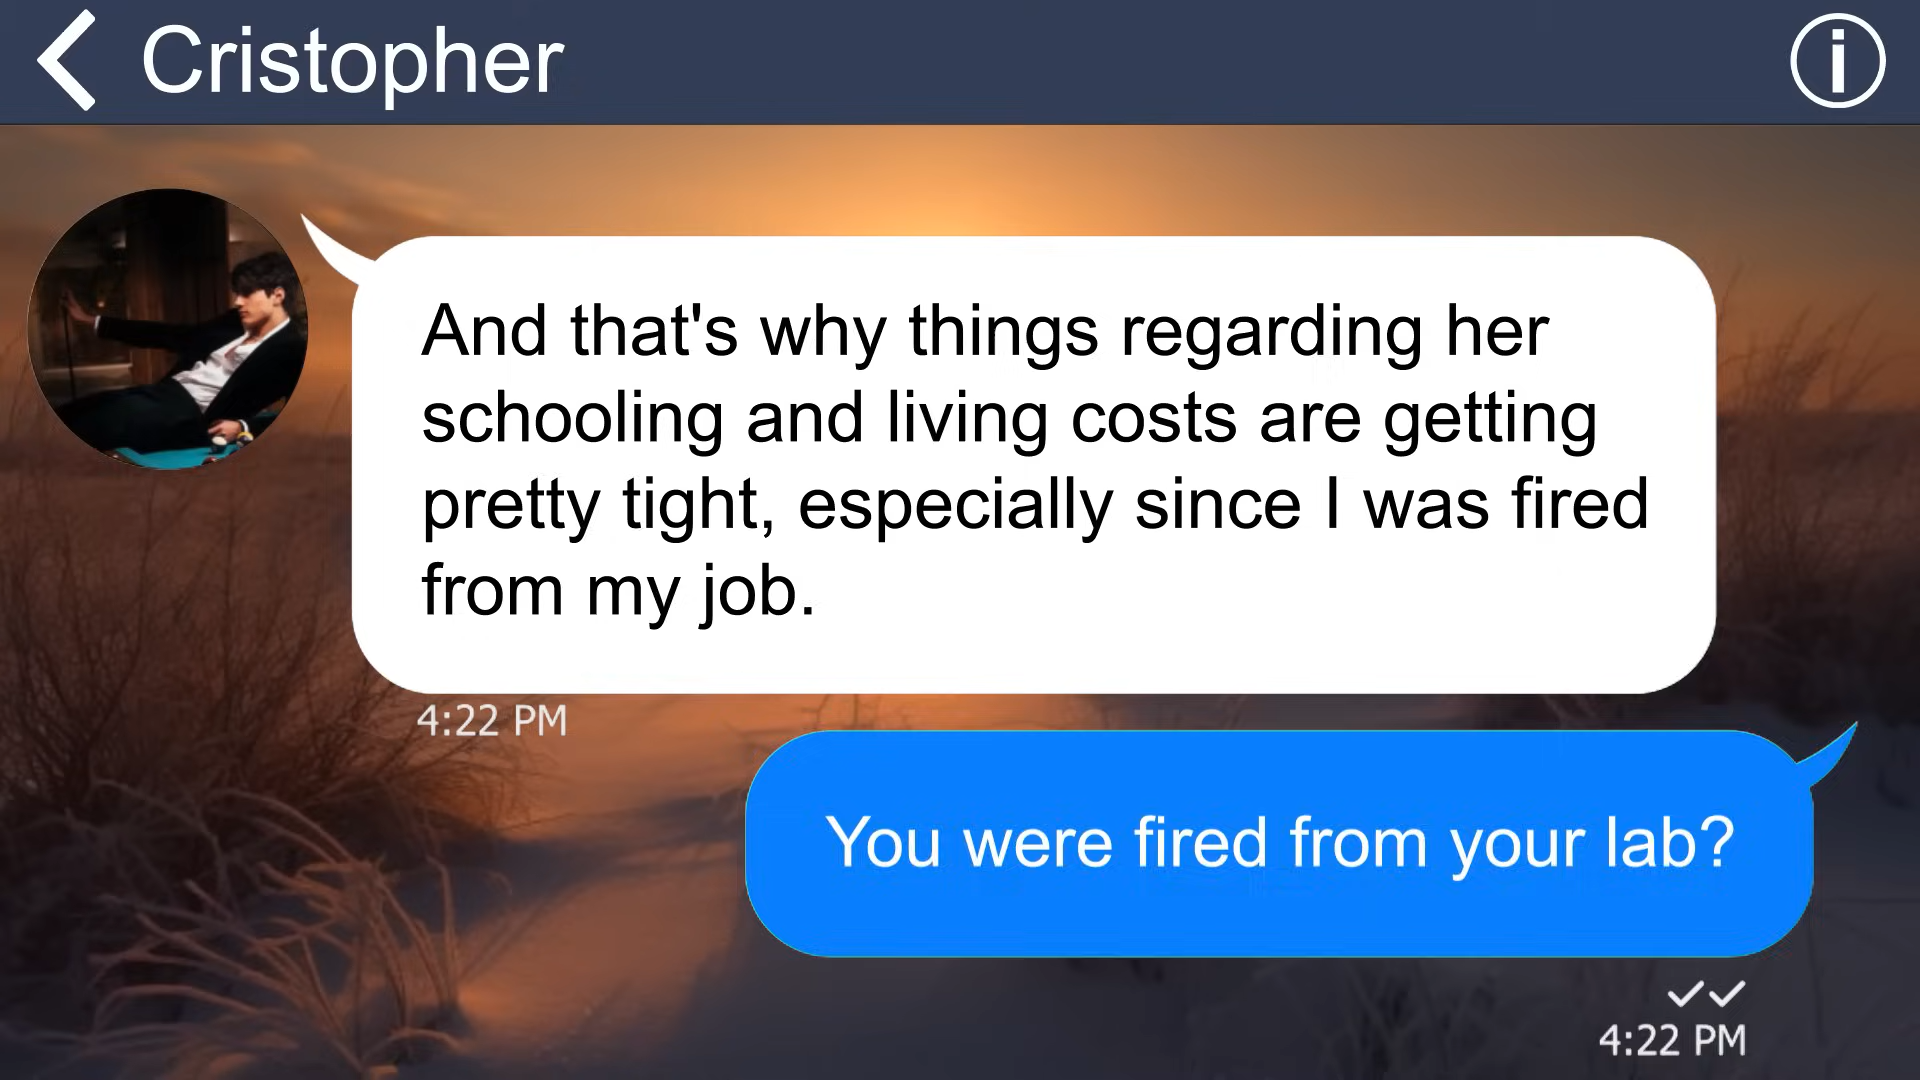 Cristopher
And that's why things regarding her
schooling and living costs are getting
pretty tight, especially since I was fired
from my job.
4:22 PM
You were fired from your lab?
4:22 PM